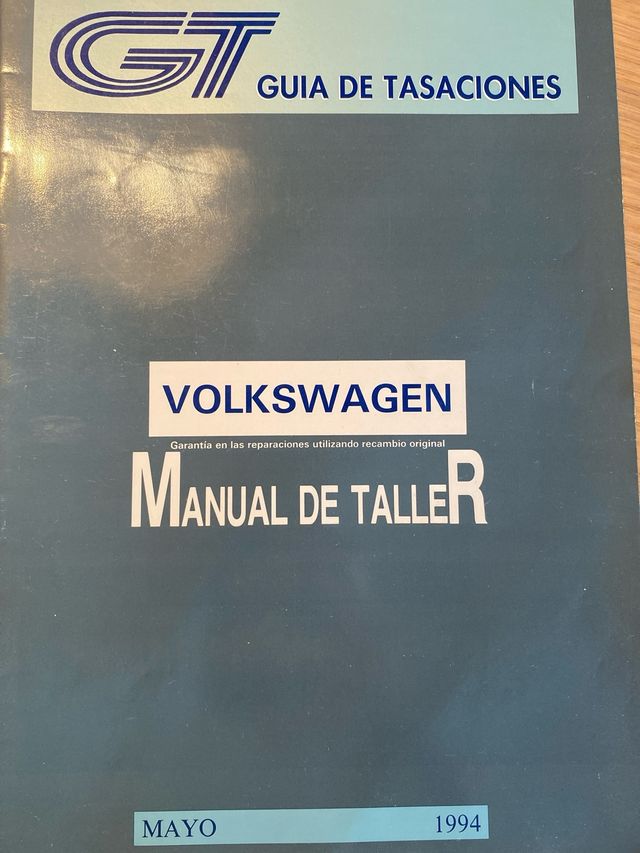 GT GUIA DE TASACIONES
VOLKSWAGEN
Garantía en las reparaciones utilizando recambio original
MANUAL DE TALLER
MAYO 1994